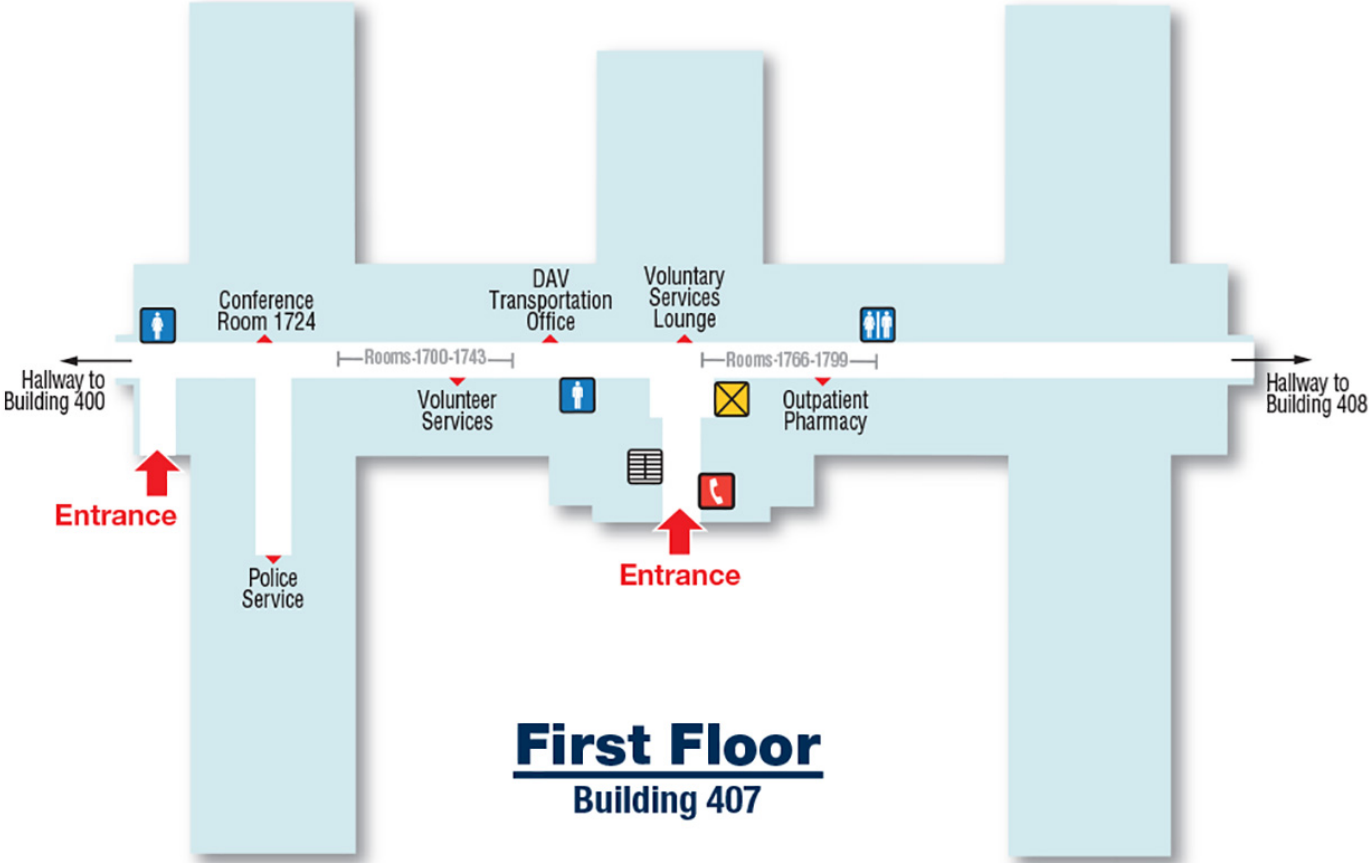 Conference
Room 1724
DAV
Transportation
Office
Voluntary
Services
Lounge
Rooms-1700-1743
Rooms-1766-1799
Hallway to
Building 400
Volunteer
Services
Outpatient
Pharmacy
Hallway to
Building 408
Entrance
Police
Service
Entrance
First Floor
Building 407